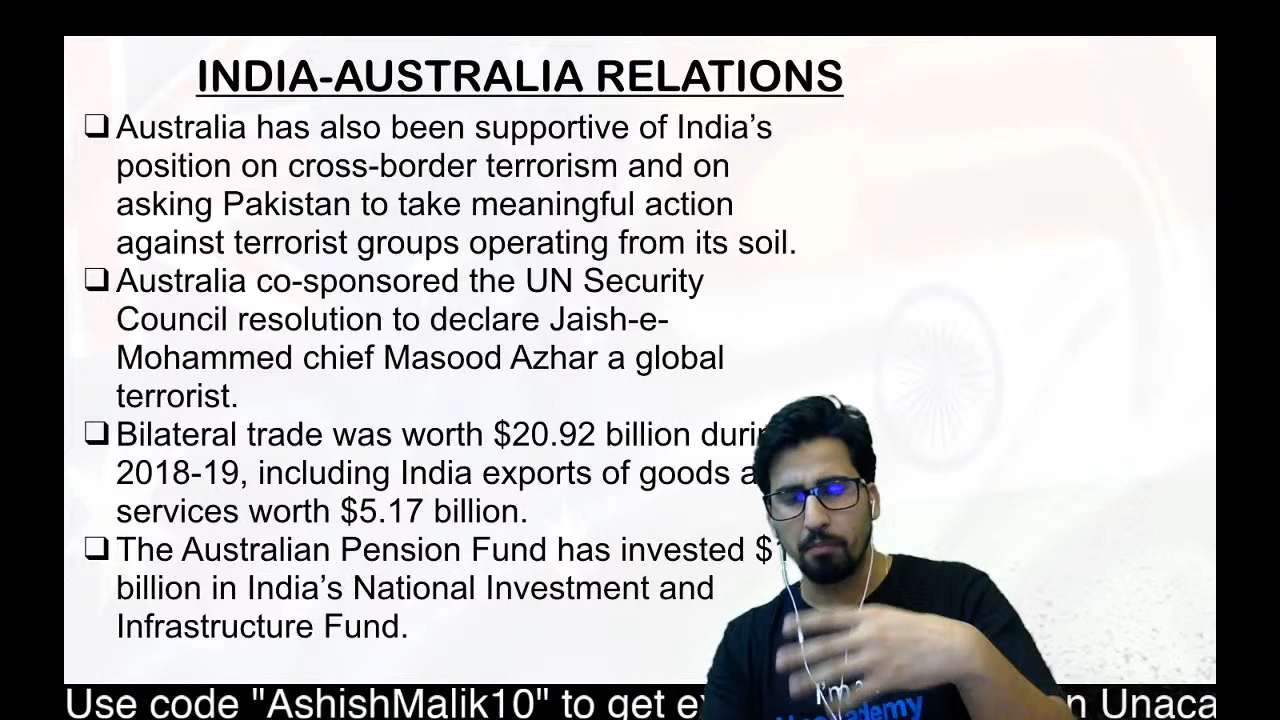 INDIA-AUSTRALIA RELATIONS
❑ Australia has also been supportive of India's
position on cross-border terrorism and on
asking Pakistan to take meaningful action
against terrorist groups operating from its soil.
❑ Australia co-sponsored the UN Security
Council resolution to declare Jaish-e-
Mohammed chief Masood Azhar a global
terrorist.
❑ Bilateral trade was worth $20.92 billion
2018-19, including India exports of goods
services worth $5.17 billion.
❑ The Australian Pension Fund has invested
billion in India's National Investment and
Infrastructure Fund.
Use code "AshishMalik10" to get
I'm